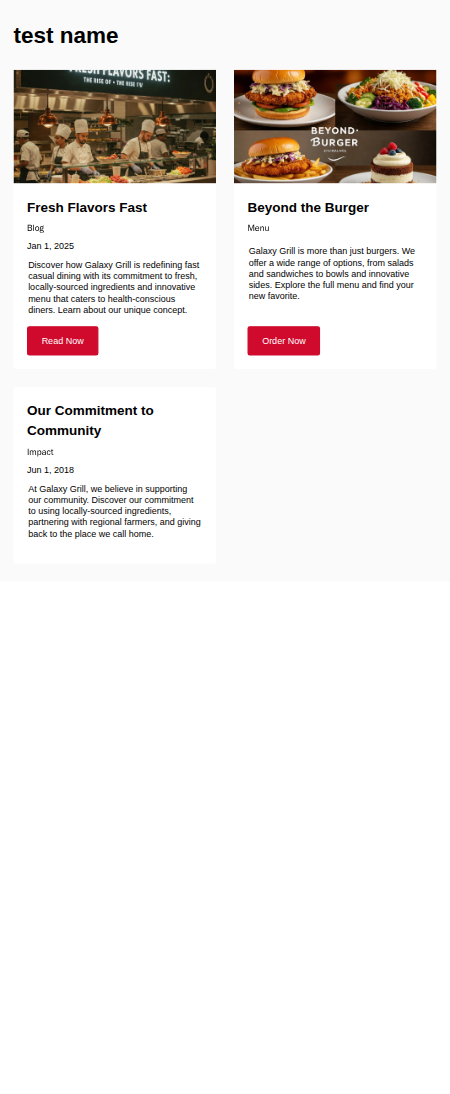 test name
FRESH FLAVORS FAST:
THE RISE OF • THE RISE IV
BEYOND·
BURGER
Fresh Flavors Fast
Blog
Jan 1, 2025
Discover how Galaxy Grill is redefining fast
casual dining with its commitment to fresh,
locally-sourced ingredients and innovative
menu that caters to health-conscious
diners. Learn about our unique concept.
Read Now
Beyond the Burger
Menu
Galaxy Grill is more than just burgers. We
offer a wide range of options, from salads
and sandwiches to bowls and innovative
sides. Explore the full menu and find your
new favorite.
Order Now
Our Commitment to
Community
Impact
Jun 1, 2018
At Galaxy Grill, we believe in supporting
our community. Discover our commitment
to using locally-sourced ingredients,
partnering with regional farmers, and giving
back to the place we call home.